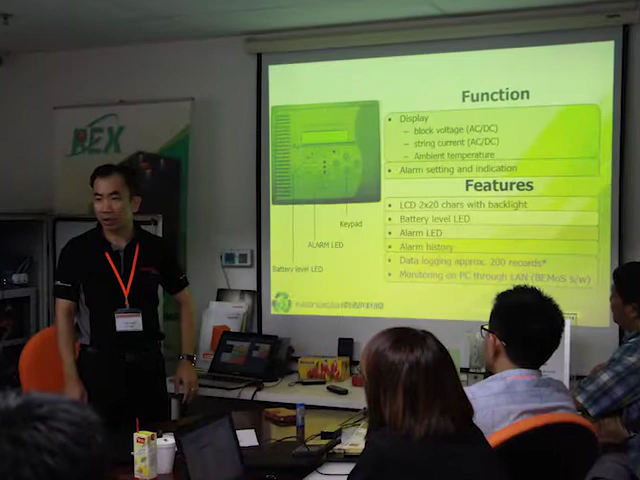 BEX
Function
• Display
– block voltage (AC/DC)
– string current (AC/DC)
– Ambient temperature
• Alarm setting and indication
Features
• LCD 2x20 chars with backlight
• Battery level LED
• Alarm LED
• Alarm history
• Data logging approx. 200 records*
• Monitoring on PC through LAN (BEMoS s/w)
Keypad
ALARM LED
Battery level LED